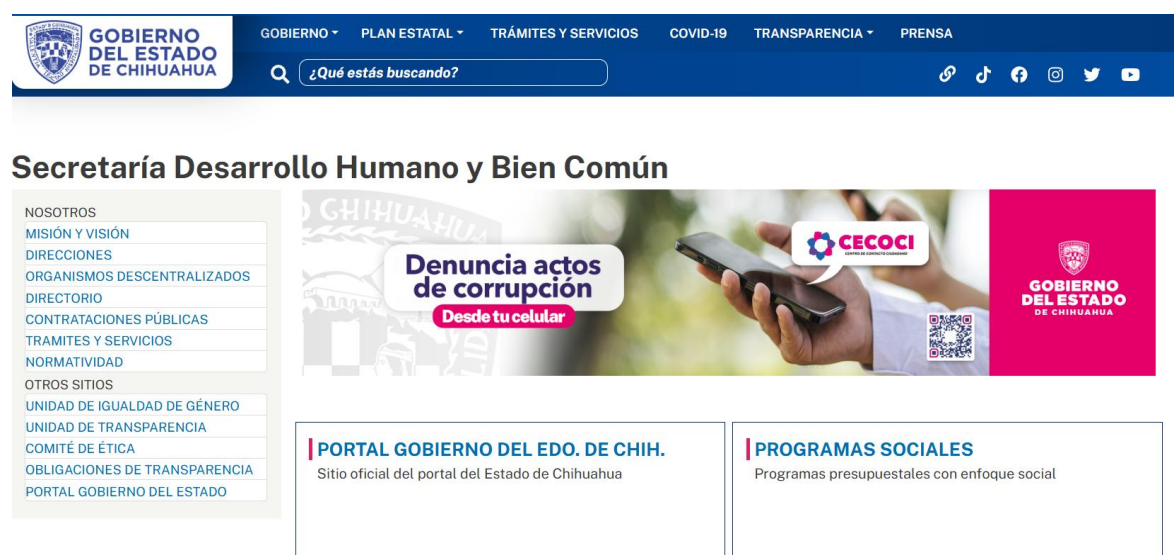 GOBIERNO
DEL ESTADO
DE CHIHUAHUA
GOBIERNO PLAN ESTATAL TRÁMITES Y SERVICIOS COVID-19 TRANSPARENCIA PRENSA
¿Qué estás buscando?
Secretaría Desarrollo Humano y Bien Común
NOSOTROS
MISIÓN Y VISIÓN
DIRECCIONES
ORGANISMOS DESCENTRALIZADOS
DIRECTORIO
CONTRATACIONES PÚBLICAS
TRAMITES Y SERVICIOS
NORMATIVIDAD
OTROS SITIOS
UNIDAD DE IGUALDAD DE GÉNERO
UNIDAD DE TRANSPARENCIA
COMITÉ DE ÉTICA
OBLIGACIONES DE TRANSPARENCIA
PORTAL GOBIERNO DEL ESTADO
Denuncia actos
de corrupción
Desde tu celular
CECOCI
CENTRO DE CONTACTO CIUDADANO
GOBIERNO
DEL ESTADO
DE CHIHUAHUA
PORTAL GOBIERNO DEL EDO. DE CHIH.
Sitio oficial del portal del Estado de Chihuahua
PROGRAMAS SOCIALES
Programas presupuestales con enfoque social